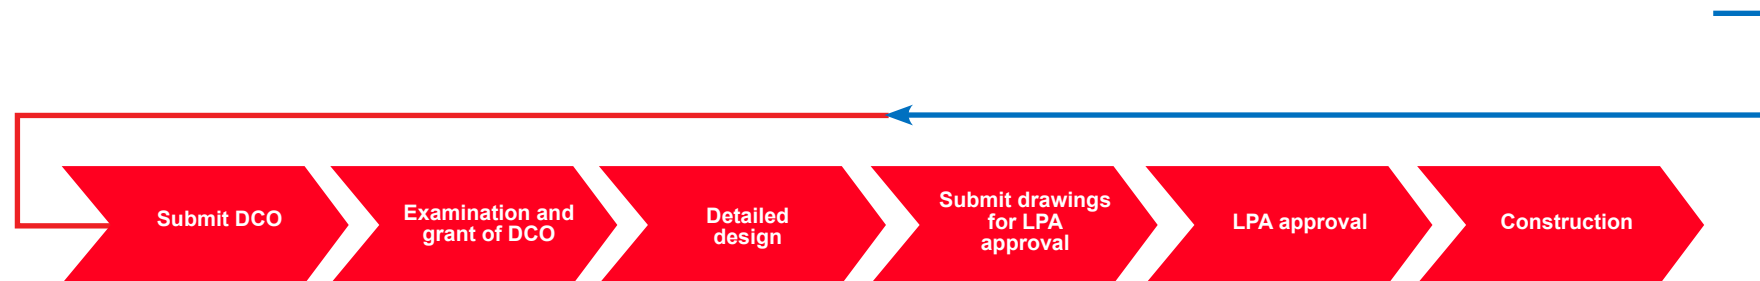 Submit DCO
Examination and
grant of DCO
Detailed
design
Submit drawings
for LPA
approval
LPA approval
Construction